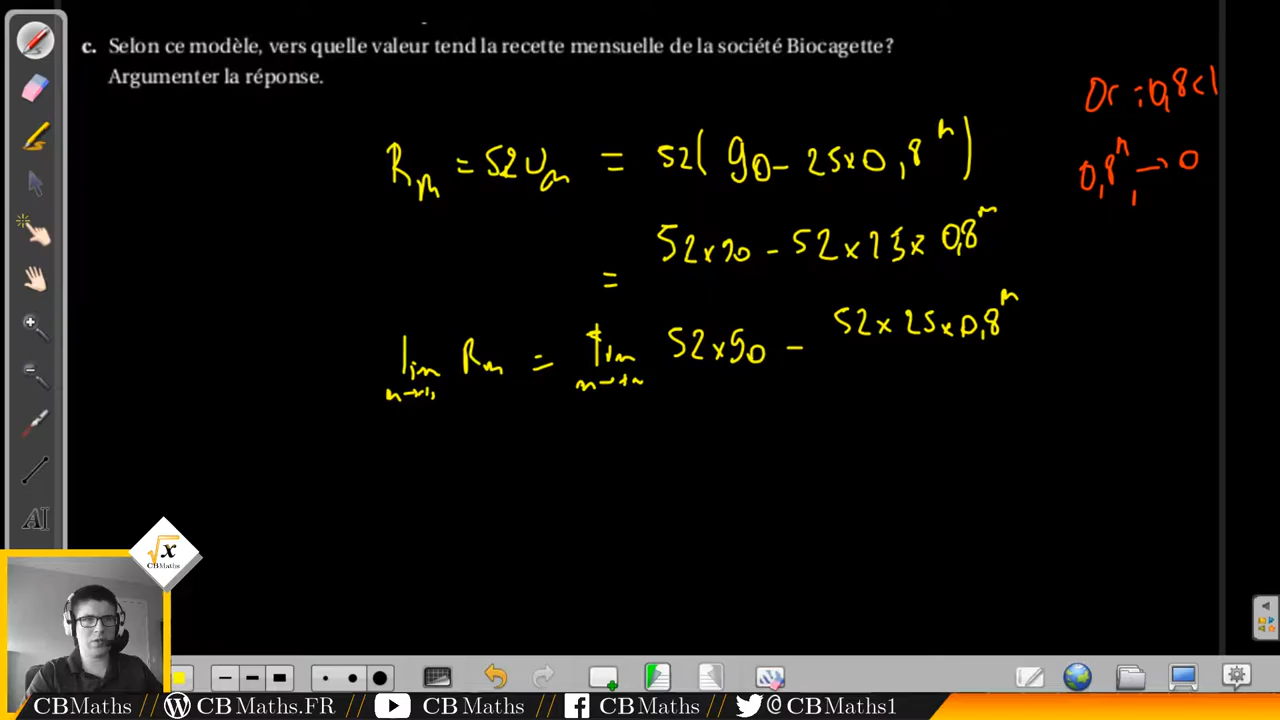 c. Selon ce modèle, vers quelle valeur tend la recette mensuelle de la société Biocagette?
Argumenter la réponse.
Or : 0,8<1
0,8^n → 0
R_n = 52U_n = 52( 90 - 25×0,8^n )
= 52×90 - 52×25×0,8^n
lim R_n = lim 52×90 - 52×25×0,8^n
n→+∞ n→+∞
AI
√x
CBMaths
CBMaths CBMaths.FR CBMaths CBMaths @CBMaths1